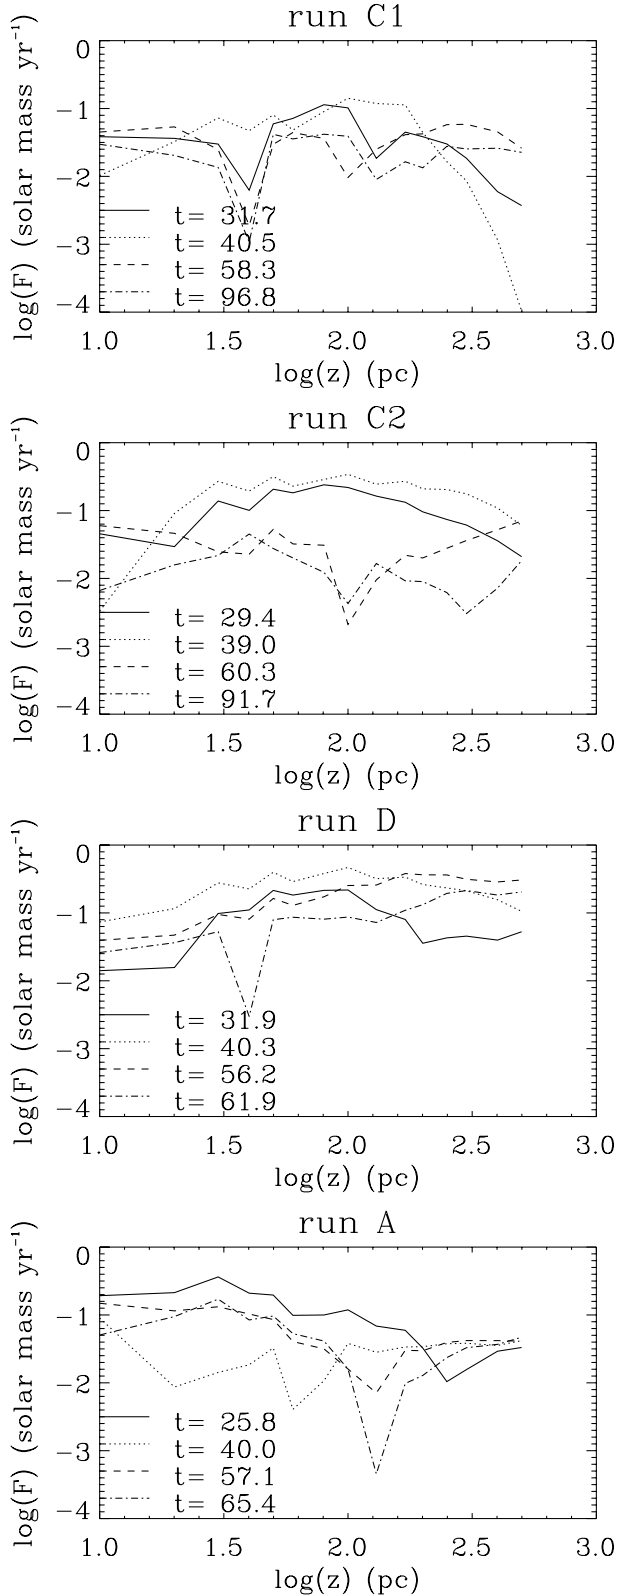 run C1
log(F) (solar mass yr⁻¹)
0
−1
−2
−3
−4
t= 31.7
t= 40.5
t= 58.3
t= 96.8
1.0 1.5 2.0 2.5 3.0
log(z) (pc)
run C2
log(F) (solar mass yr⁻¹)
0
−1
−2
−3
−4
t= 29.4
t= 39.0
t= 60.3
t= 91.7
1.0 1.5 2.0 2.5 3.0
log(z) (pc)
run D
log(F) (solar mass yr⁻¹)
0
−1
−2
−3
−4
t= 31.9
t= 40.3
t= 56.2
t= 61.9
1.0 1.5 2.0 2.5 3.0
log(z) (pc)
run A
log(F) (solar mass yr⁻¹)
0
−1
−2
−3
−4
t= 25.8
t= 40.0
t= 57.1
t= 65.4
1.0 1.5 2.0 2.5 3.0
log(z) (pc)